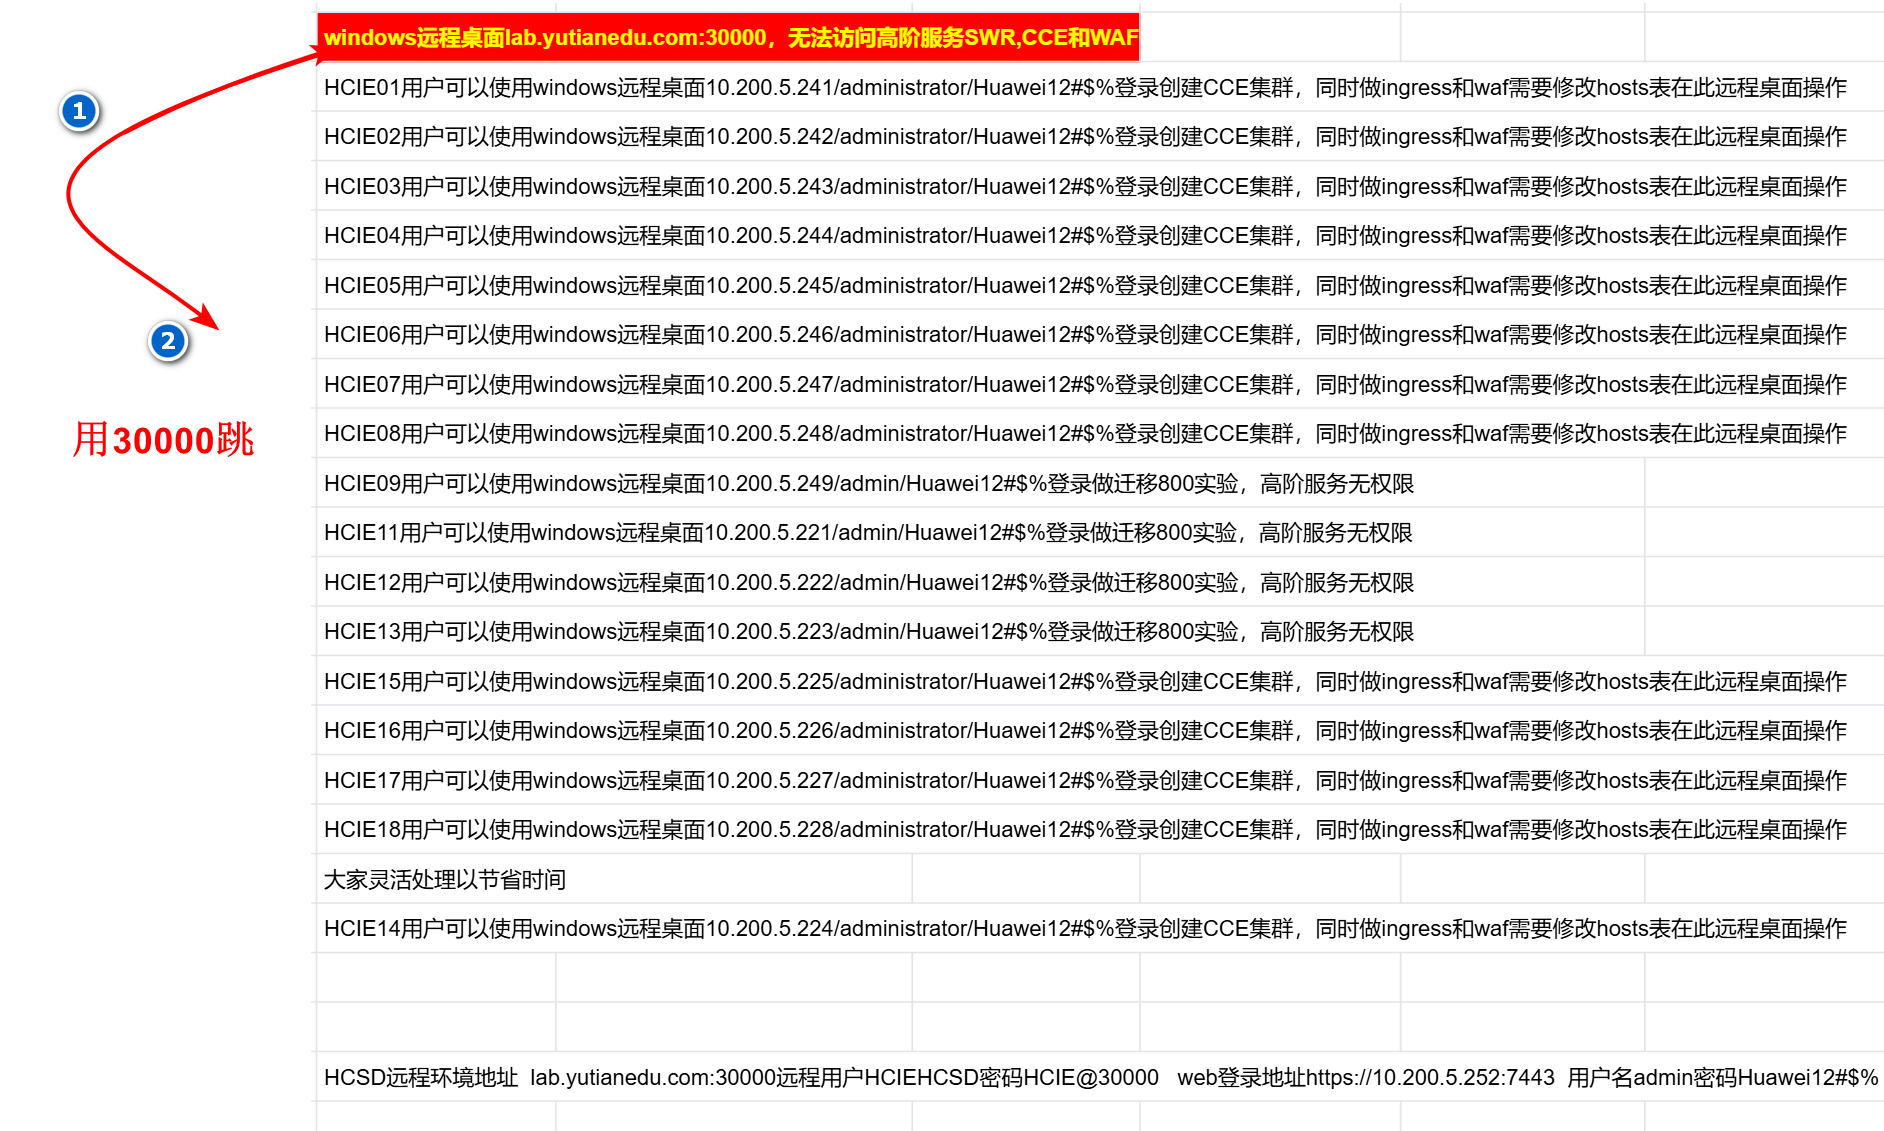 windows远程桌面lab.yutianedu.com:30000，无法访问高阶服务SWR,CCE和WAF
HCIE01用户可以使用windows远程桌面10.200.5.241/administrator/Huawei12#$%登录创建CCE集群，同时做ingress和waf需要修改hosts表在此远程桌面操作
1
HCIE02用户可以使用windows远程桌面10.200.5.242/administrator/Huawei12#$%登录创建CCE集群，同时做ingress和waf需要修改hosts表在此远程桌面操作
HCIE03用户可以使用windows远程桌面10.200.5.243/administrator/Huawei12#$%登录创建CCE集群，同时做ingress和waf需要修改hosts表在此远程桌面操作
HCIE04用户可以使用windows远程桌面10.200.5.244/administrator/Huawei12#$%登录创建CCE集群，同时做ingress和waf需要修改hosts表在此远程桌面操作
HCIE05用户可以使用windows远程桌面10.200.5.245/administrator/Huawei12#$%登录创建CCE集群，同时做ingress和waf需要修改hosts表在此远程桌面操作
HCIE06用户可以使用windows远程桌面10.200.5.246/administrator/Huawei12#$%登录创建CCE集群，同时做ingress和waf需要修改hosts表在此远程桌面操作
2
HCIE07用户可以使用windows远程桌面10.200.5.247/administrator/Huawei12#$%登录创建CCE集群，同时做ingress和waf需要修改hosts表在此远程桌面操作
HCIE08用户可以使用windows远程桌面10.200.5.248/administrator/Huawei12#$%登录创建CCE集群，同时做ingress和waf需要修改hosts表在此远程桌面操作
用30000跳
HCIE09用户可以使用windows远程桌面10.200.5.249/admin/Huawei12#$%登录做迁移800实验，高阶服务无权限
HCIE11用户可以使用windows远程桌面10.200.5.221/admin/Huawei12#$%登录做迁移800实验，高阶服务无权限
HCIE12用户可以使用windows远程桌面10.200.5.222/admin/Huawei12#$%登录做迁移800实验，高阶服务无权限
HCIE13用户可以使用windows远程桌面10.200.5.223/admin/Huawei12#$%登录做迁移800实验，高阶服务无权限
HCIE15用户可以使用windows远程桌面10.200.5.225/administrator/Huawei12#$%登录创建CCE集群，同时做ingress和waf需要修改hosts表在此远程桌面操作
HCIE16用户可以使用windows远程桌面10.200.5.226/administrator/Huawei12#$%登录创建CCE集群，同时做ingress和waf需要修改hosts表在此远程桌面操作
HCIE17用户可以使用windows远程桌面10.200.5.227/administrator/Huawei12#$%登录创建CCE集群，同时做ingress和waf需要修改hosts表在此远程桌面操作
HCIE18用户可以使用windows远程桌面10.200.5.228/administrator/Huawei12#$%登录创建CCE集群，同时做ingress和waf需要修改hosts表在此远程桌面操作
大家灵活处理以节省时间
HCIE14用户可以使用windows远程桌面10.200.5.224/administrator/Huawei12#$%登录创建CCE集群，同时做ingress和waf需要修改hosts表在此远程桌面操作
HCSD远程环境地址  lab.yutianedu.com:30000远程用户HCIEHCSD密码HCIE@30000   web登录地址https://10.200.5.252:7443  用户名admin密码Huawei12#$%